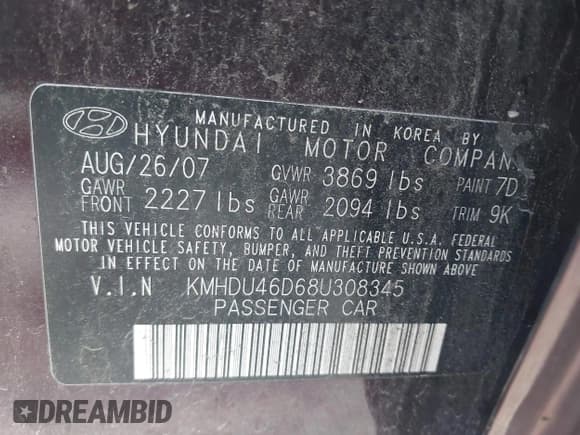 MANUFACTURED IN KOREA BY
HYUNDAI MOTOR COMPAN
AUG/26/07 GVWR 3869 lbs PAINT 7D
GAWR FRONT 2227 lbs GAWR REAR 2094 lbs TRIM 9K
THIS VEHICLE CONFORMS TO ALL APPLICABLE U.S.A. FEDERAL
MOTOR VEHICLE SAFETY, BUMPER, AND THEFT PREVENTION STANDARDS
IN EFFECT ON THE DATE OF MANUFACTURE SHOWN ABOVE
V.I.N KMHDU46D68U308345
PASSENGER CAR
DREAMBID